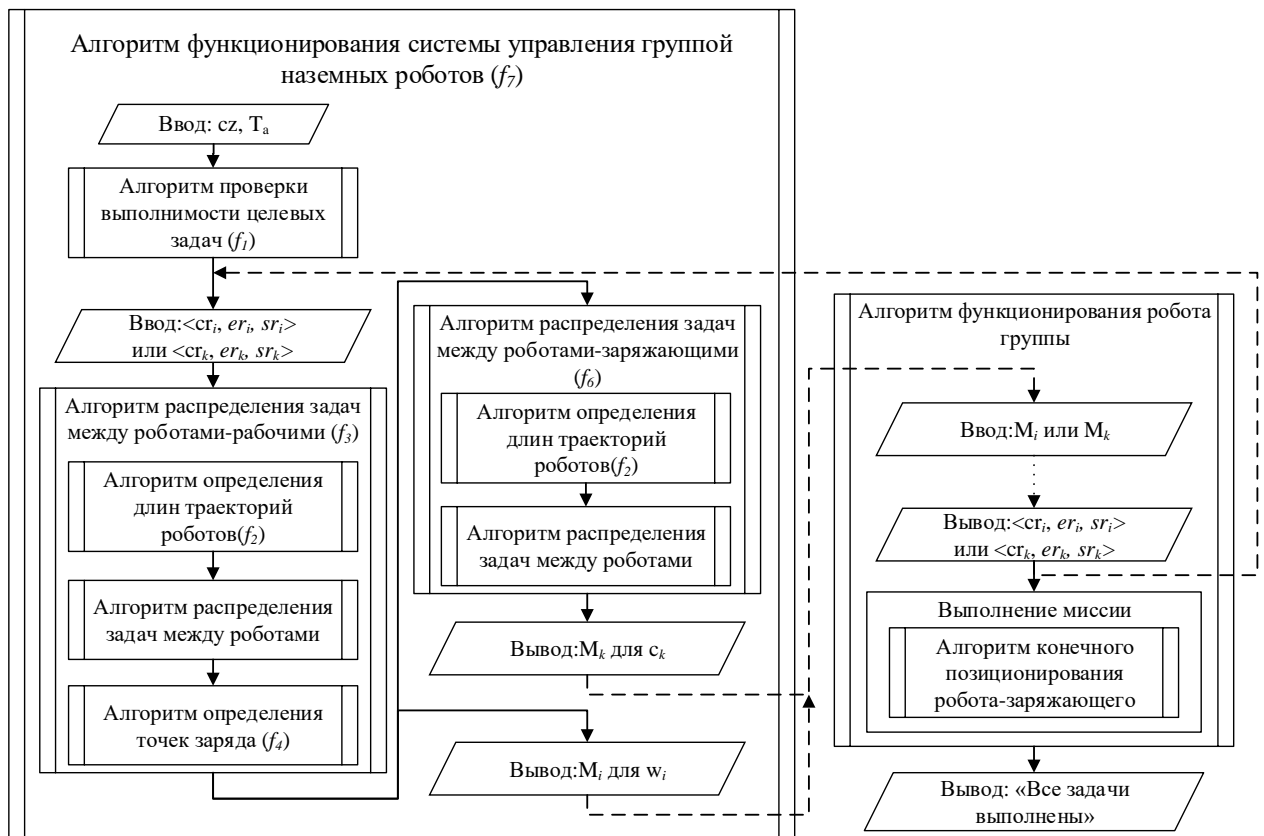 Алгоритм функционирования системы управления группой
наземных роботов (f7)
Ввод: cz, Ta
Алгоритм проверки
выполнимости целевых
задач (f1)
Ввод:<cri, eri, sri>
или <crk, erk, srk>
Алгоритм распределения задач
между роботами-рабочими (f3)
Алгоритм определения
длин траекторий
роботов(f2)
Алгоритм распределения
задач между роботами
Алгоритм определения
точек заряда (f4)
Алгоритм распределения задач
между роботами-заряжающими
(f6)
Алгоритм определения
длин траекторий
роботов(f2)
Алгоритм распределения
задач между роботами
Вывод:Mk для ck
Вывод:Mi для wi
Алгоритм функционирования робота
группы
Ввод:Mi или Mk
Вывод:<cri, eri, sri>
или <crk, erk, srk>
Выполнение миссии
Алгоритм конечного
позиционирования
робота-заряжающего
Вывод: «Все задачи
выполнены»